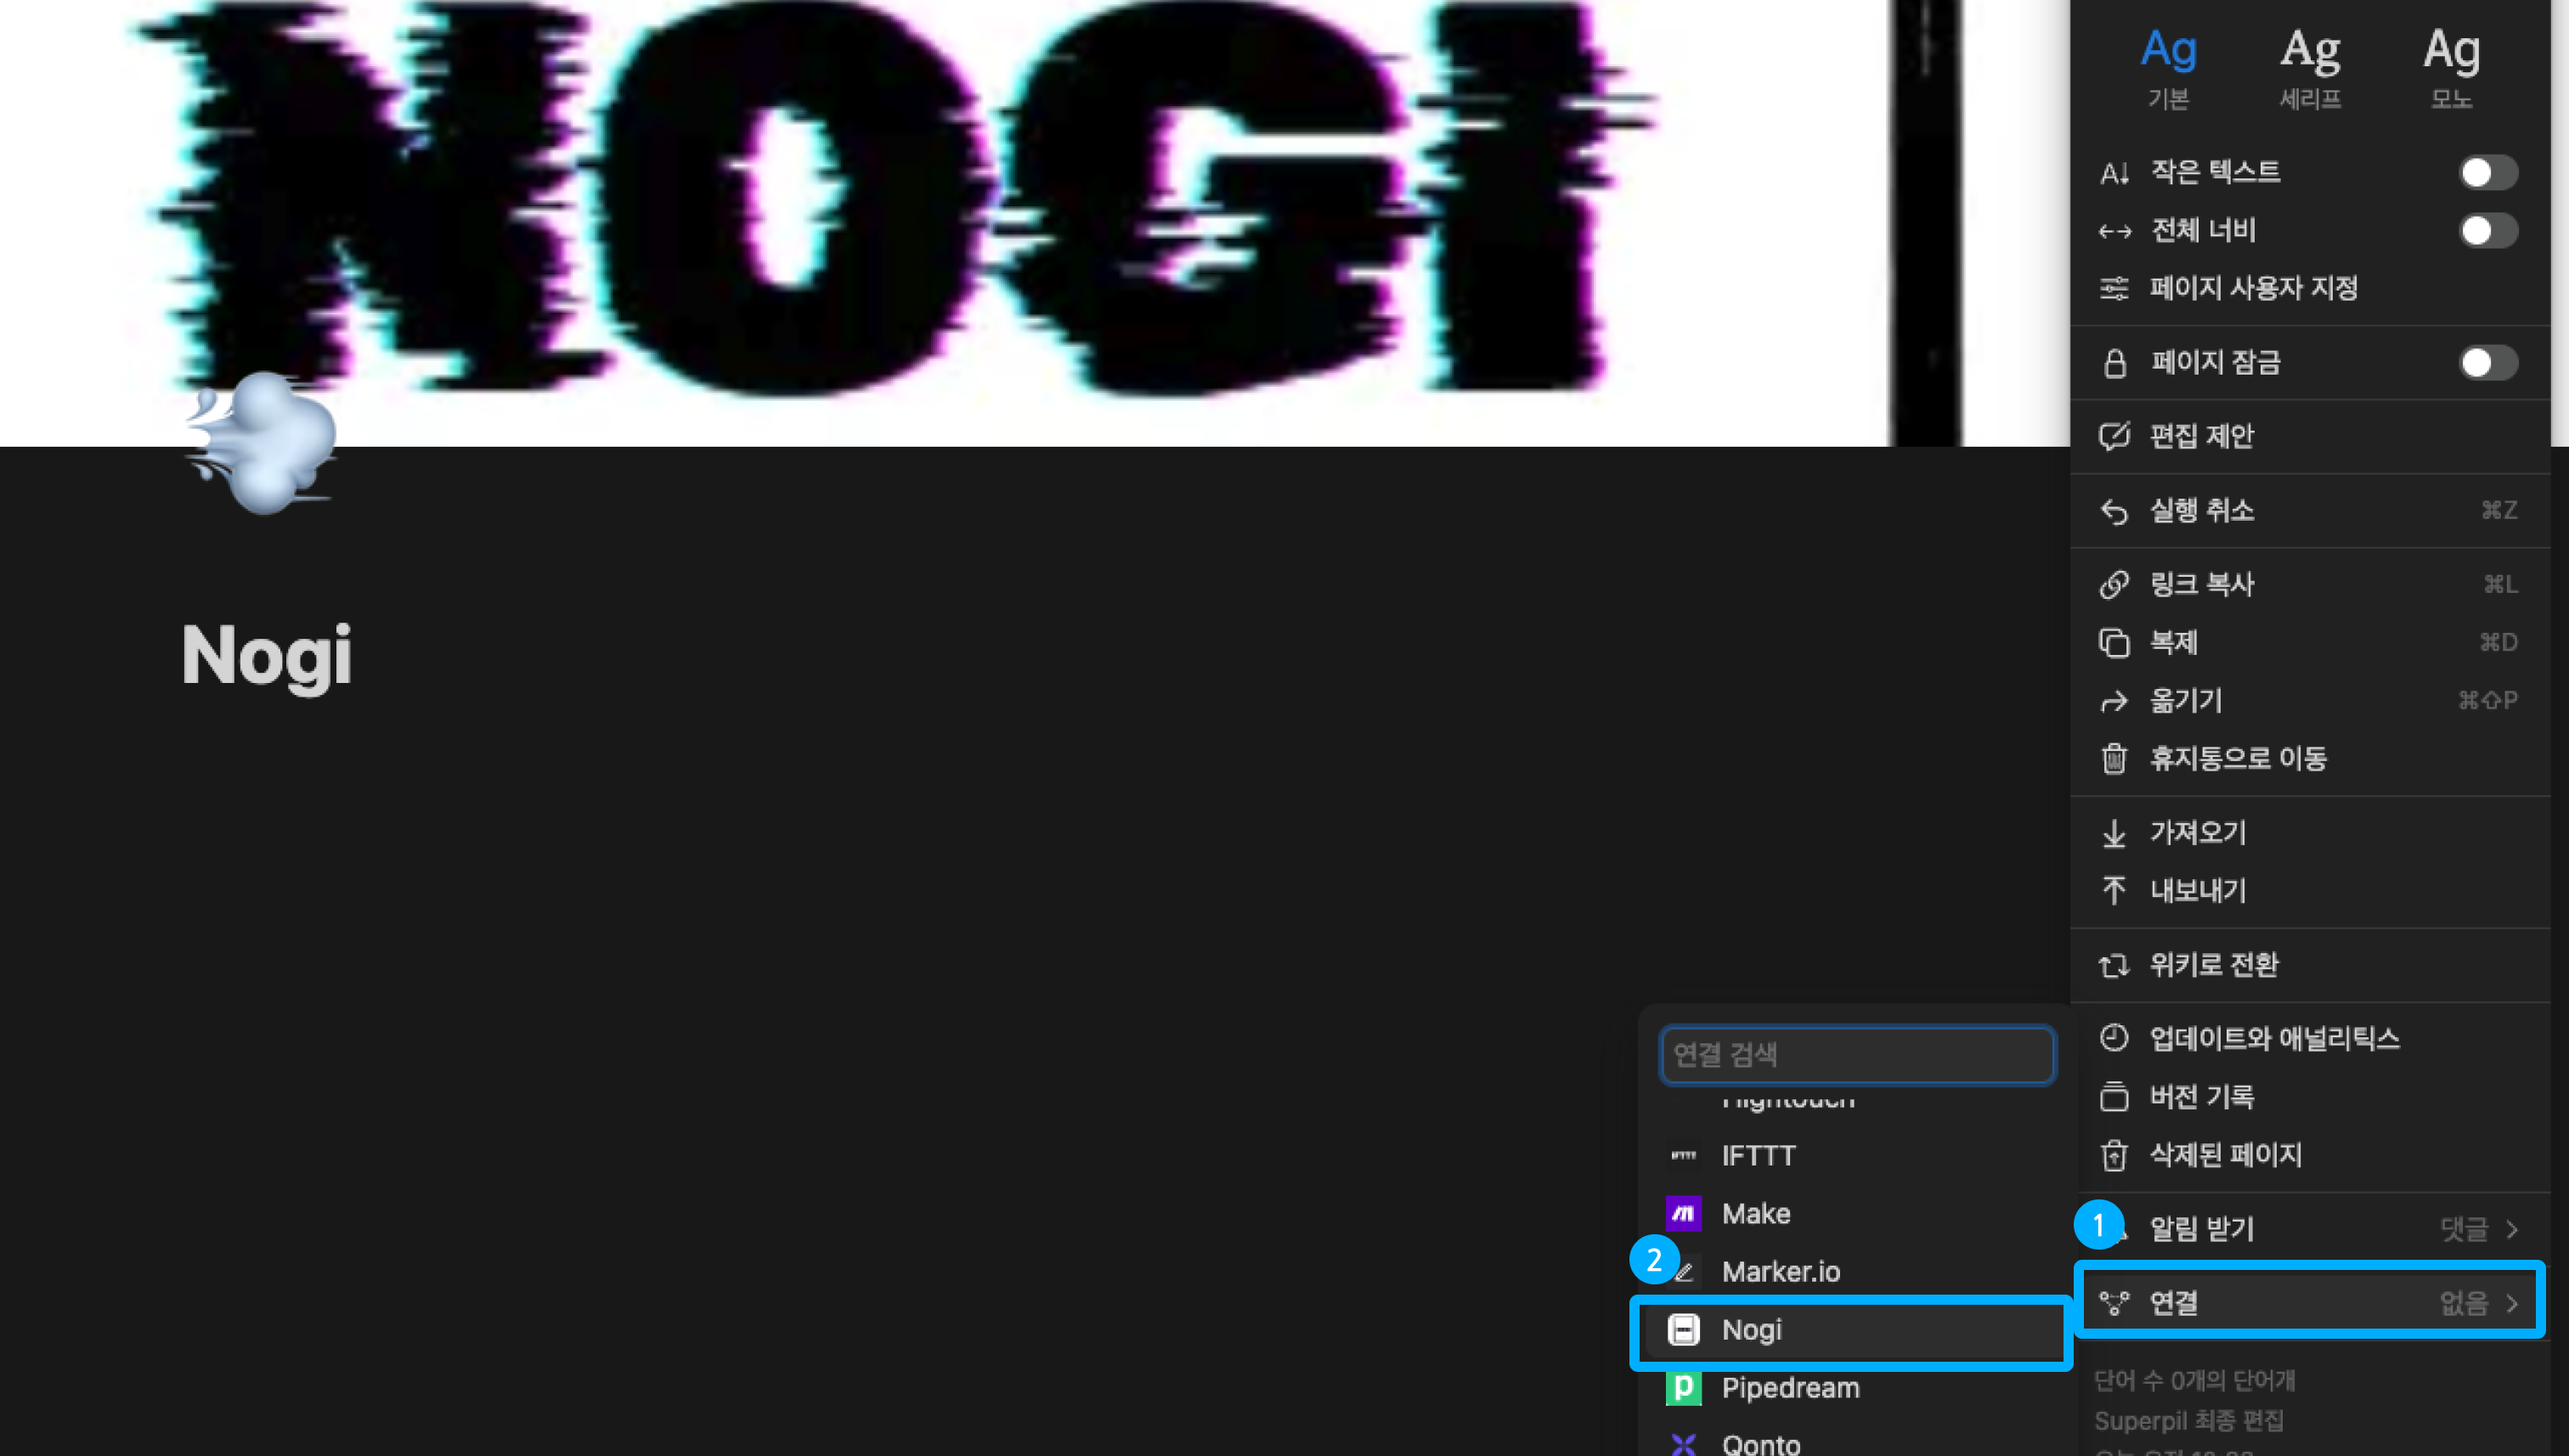 NOGI
Nogi
Ag
기본
Ag
세리프
Ag
모노
작은 텍스트
전체 너비
페이지 사용자 지정
페이지 잠금
편집 제안
실행 취소 ⌘Z
링크 복사 ⌘L
복제 ⌘D
옮기기 ⌘⇧P
휴지통으로 이동
가져오기
내보내기
위키로 전환
업데이트와 애널리틱스
버전 기록
삭제된 페이지
1
알림 받기 댓글
연결 없음
단어 수 0개의 단어개
Superpil 최종 편집
연결 검색
Hightouch
IFTTT
Make
2
Marker.io
Nogi
Pipedream
Qonto